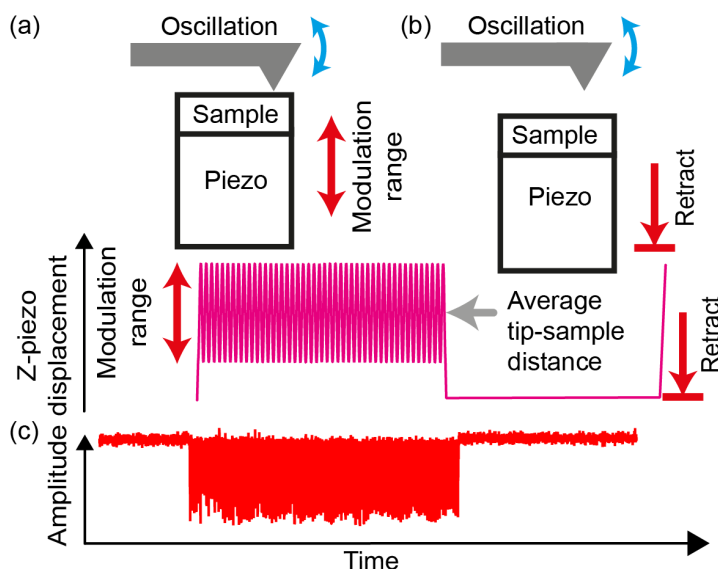 (a)
Oscillation
Sample
Piezo
Modulation
range
(b)
Oscillation
Sample
Piezo
Retract
Z-piezo
displacement
Modulation
range
Average
tip-sample
distance
Retract
(c)
Amplitude
Time